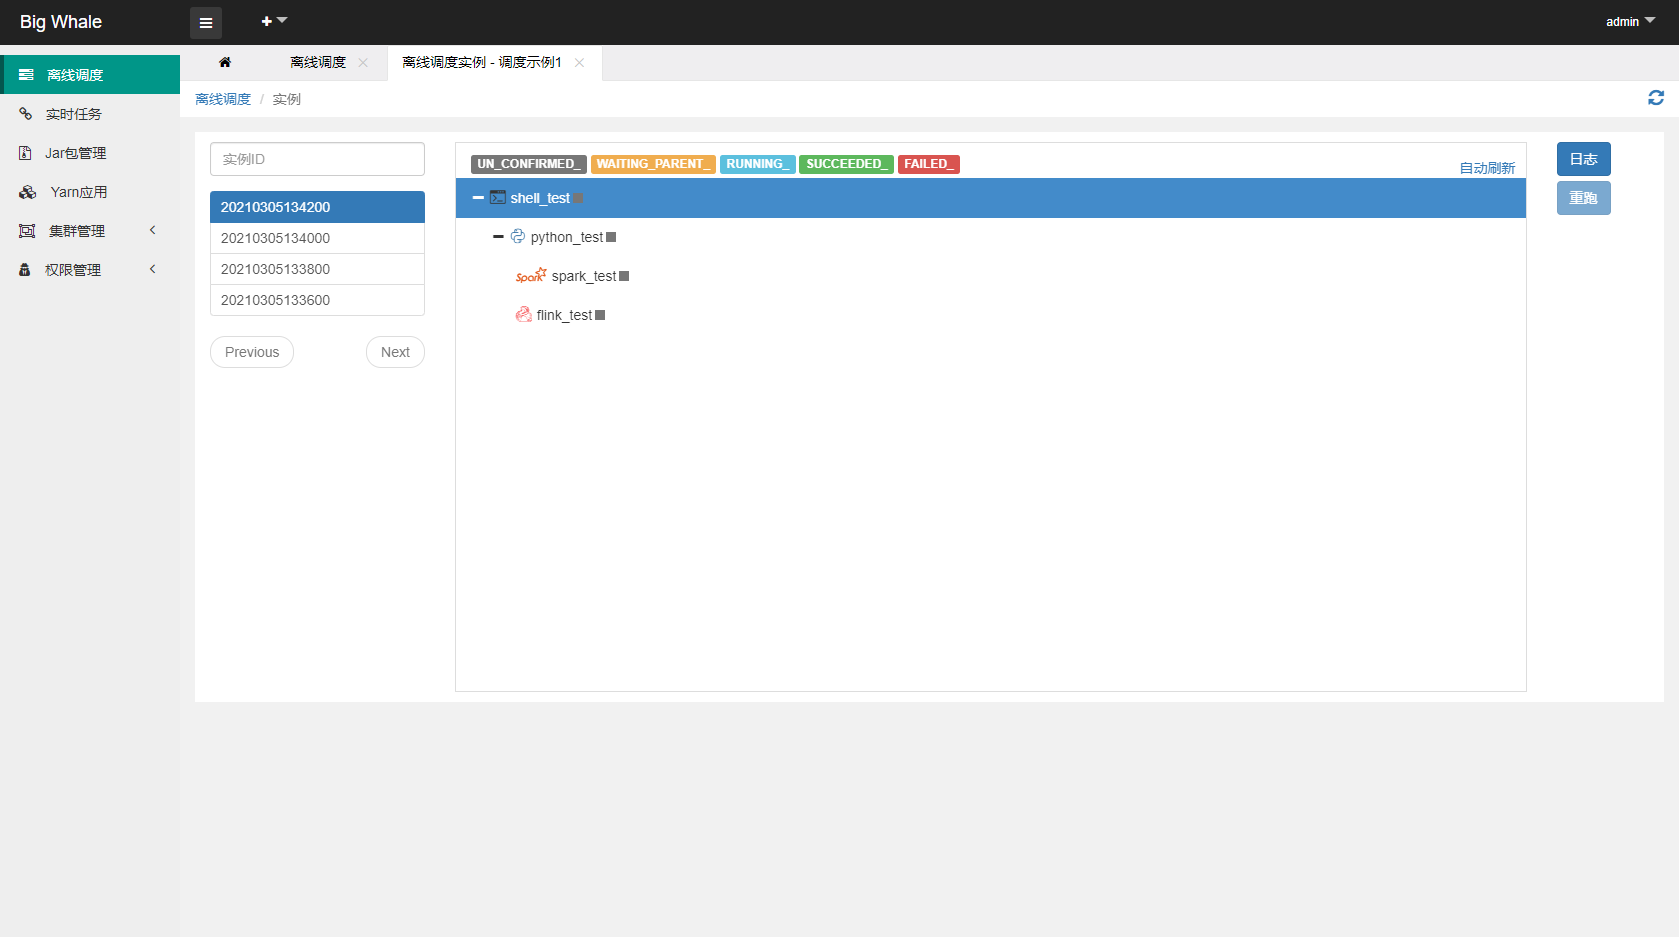 Big Whale
admin
离线调度
实时任务
Jar包管理
Yarn应用
集群管理
权限管理
离线调度
离线调度实例 - 调度示例1
离线调度 / 实例
实例ID
20210305134200
20210305134000
20210305133800
20210305133600
Previous
Next
UN_CONFIRMED_ WAITING_PARENT_ RUNNING_ SUCCEEDED_ FAILED_
自动刷新
shell_test
python_test
Spark spark_test
flink_test
日志
重跑